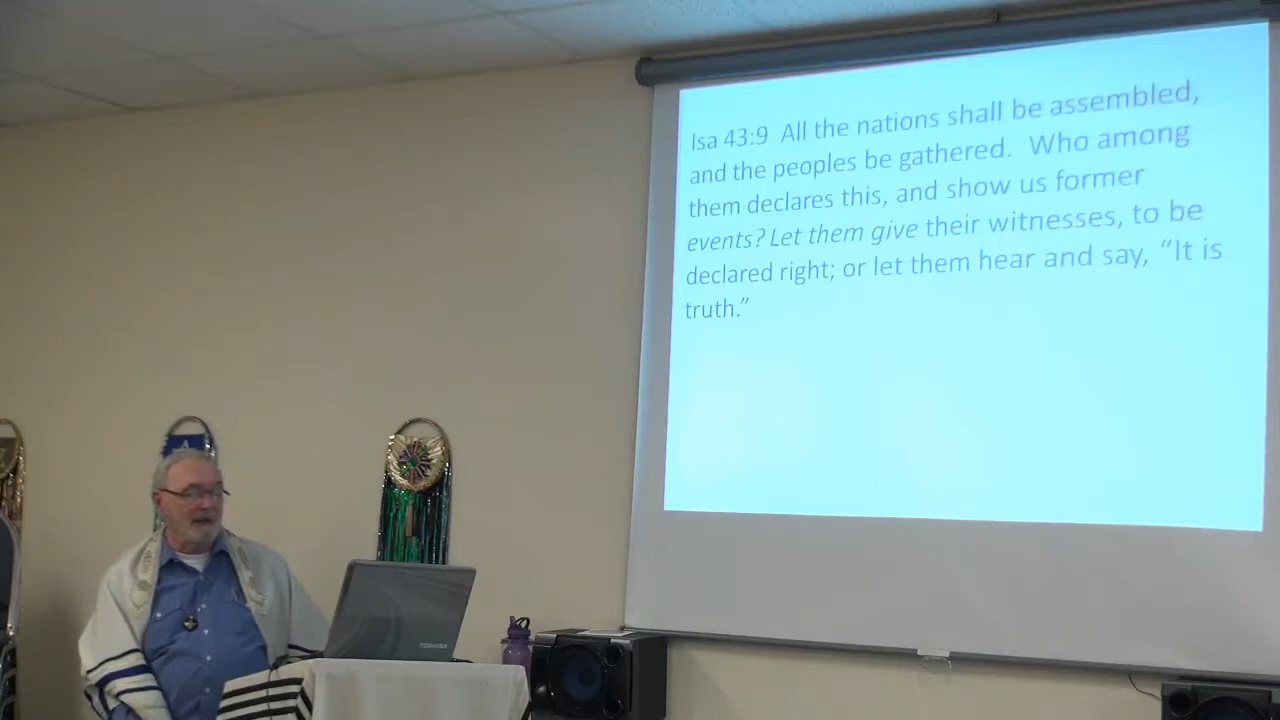 Isa 43:9  All the nations shall be assembled,
and the peoples be gathered.  Who among
them declares this, and show us former
events? Let them give their witnesses, to be
declared right; or let them hear and say, “It is
truth.”
TOSHIBA